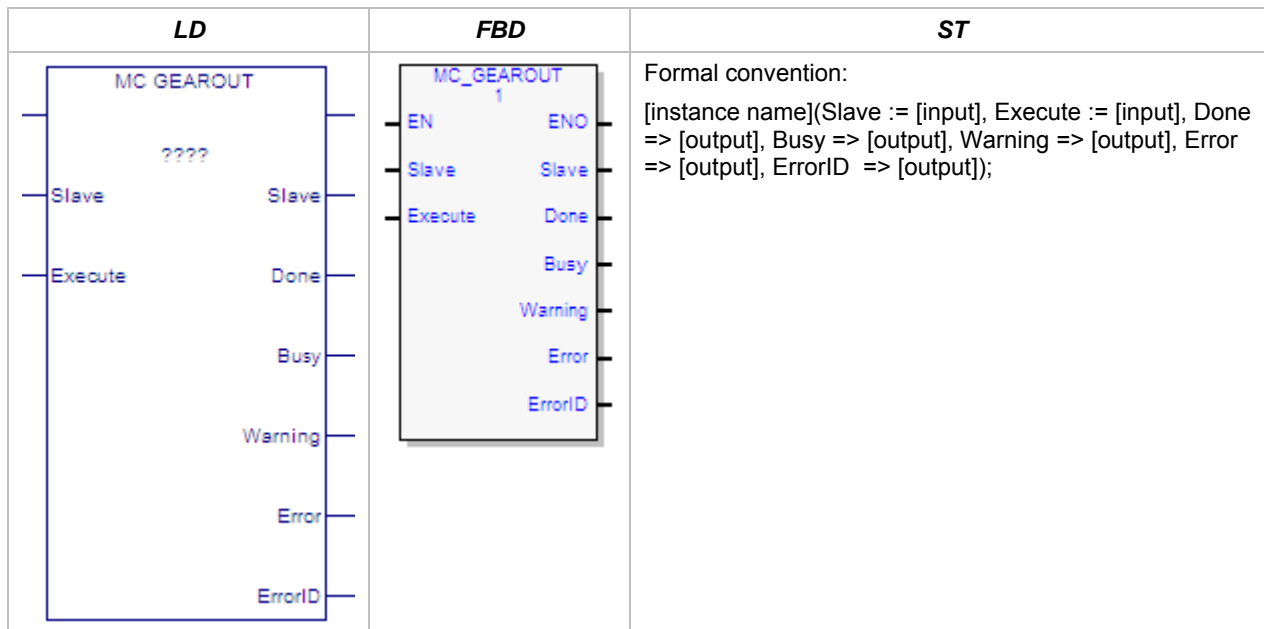 LD
FBD
ST
MC GEAROUT
????
Slave
Slave
Execute
Done
Busy
Warning
Error
ErrorID
MC_GEAROUT
1
EN
ENO
Slave
Slave
Execute
Done
Busy
Warning
Error
ErrorID
Formal convention:
[instance name](Slave := [input], Execute := [input], Done
=> [output], Busy => [output], Warning => [output], Error
=> [output], ErrorID => [output]);